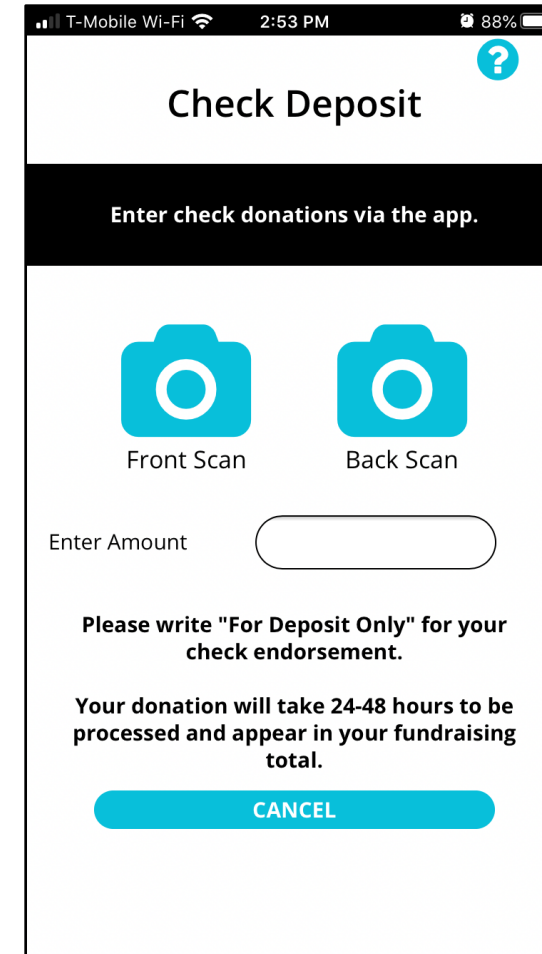 T-Mobile Wi-Fi 2:53 PM 88%
?
Check Deposit
Enter check donations via the app.
Front Scan Back Scan
Enter Amount
Please write "For Deposit Only" for your
check endorsement.
Your donation will take 24-48 hours to be
processed and appear in your fundraising
total.
CANCEL